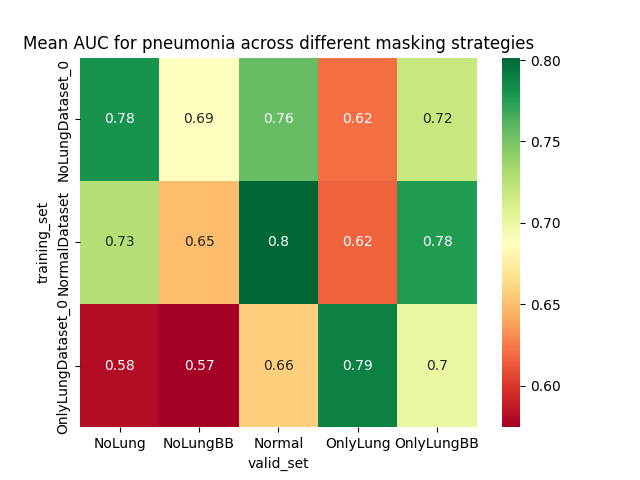 Mean AUC for pneumonia across different masking strategies
training_set
NoLungDataset_0
0.78 0.69 0.76 0.62 0.72
NormalDataset
0.73 0.65 0.8 0.62 0.78
OnlyLungDataset_0
0.58 0.57 0.66 0.79 0.7
NoLung NoLungBB Normal OnlyLung OnlyLungBB
valid_set
0.80
0.75
0.70
0.65
0.60